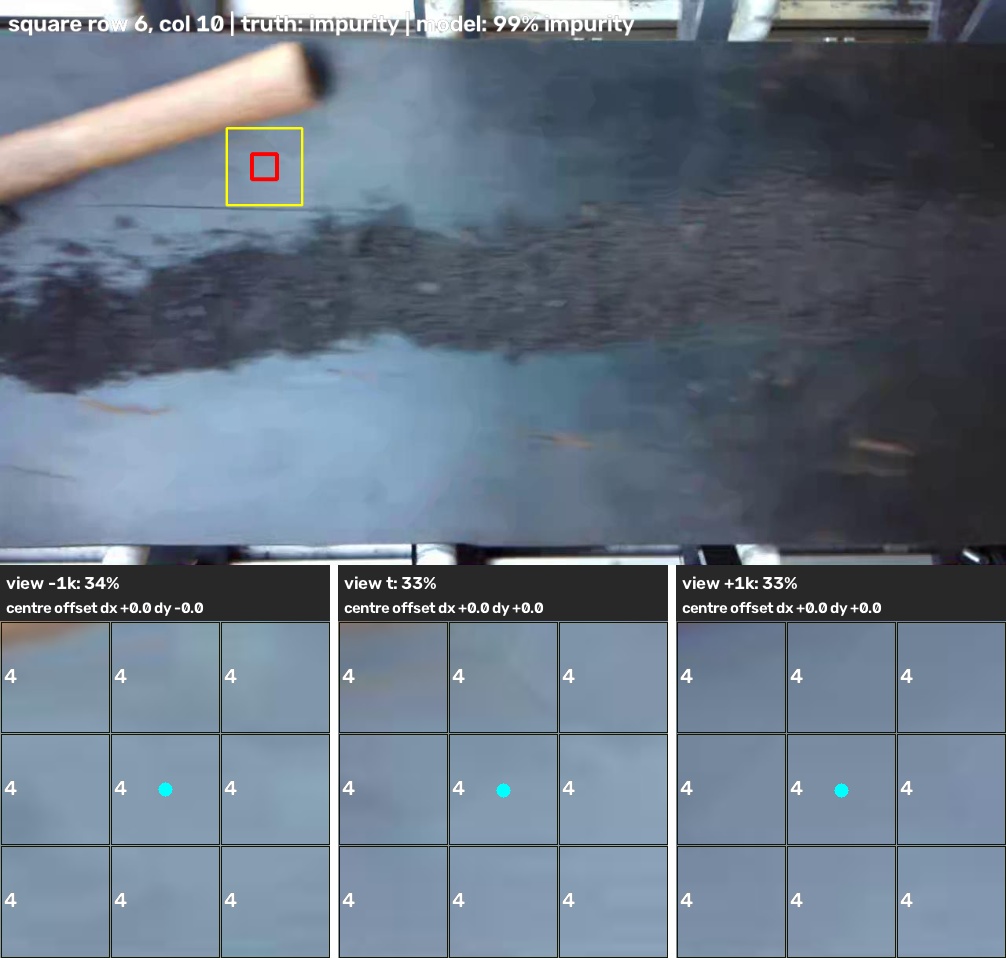 square row 6, col 10 | truth: impurity | model: 99% impurity
view -1k: 34%
centre offset dx +0.0 dy -0.0
view t: 33%
centre offset dx +0.0 dy +0.0
view +1k: 33%
centre offset dx +0.0 dy +0.0
4 4 4 4 4 4 4 4 4
4 4 4 4 4 4 4 4 4
4 4 4 4 4 4 4 4 4